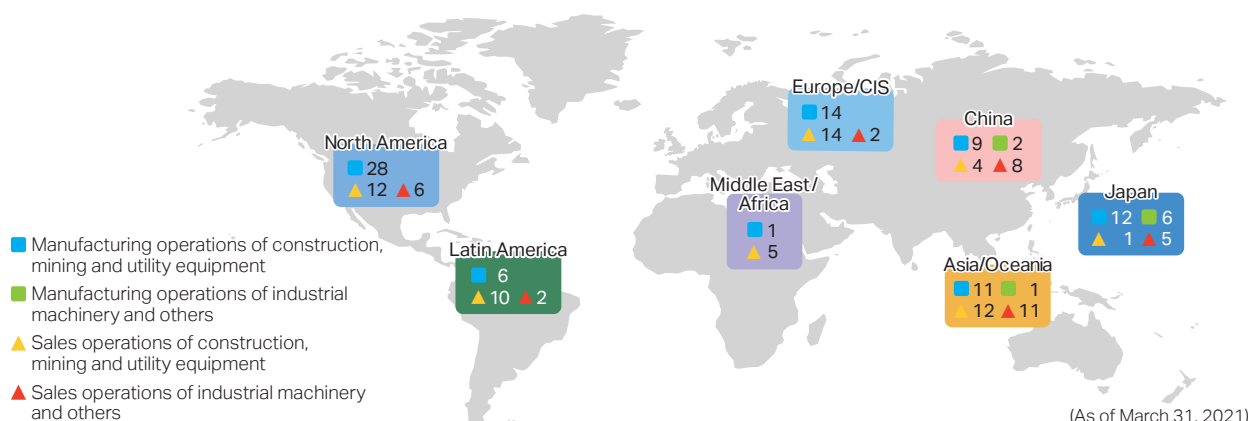 Europe/CIS
14
14 2
China
9 2
4 8
North America
28
12 6
Middle East/
Africa
1
5
Japan
12 6
1 5
Latin America
6
10 2
Asia/Oceania
11 1
12 11
Manufacturing operations of construction,
mining and utility equipment
Manufacturing operations of industrial
machinery and others
Sales operations of construction,
mining and utility equipment
Sales operations of industrial machinery
and others
(As of March 31, 2021)